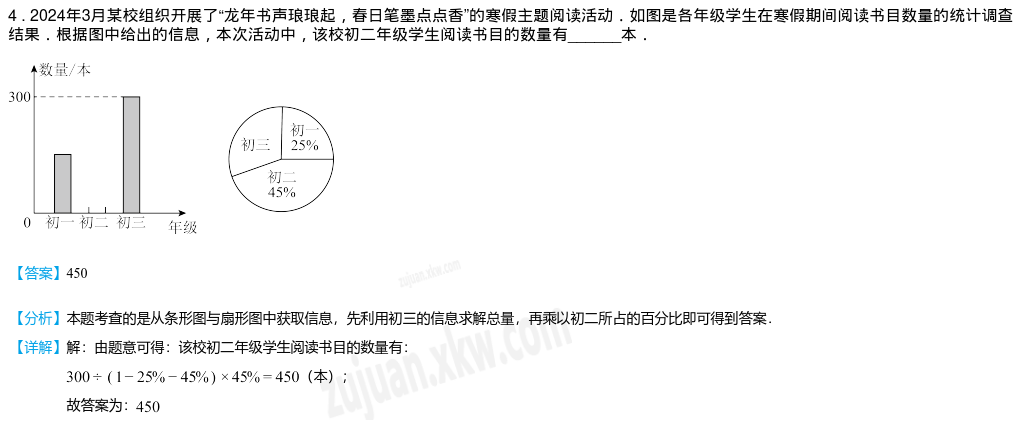 4．2024年3月某校组织开展了“龙年书声琅琅起，春日笔墨点点香”的寒假主题阅读活动．如图是各年级学生在寒假期间阅读书目数量的统计调查
结果．根据图中给出的信息，本次活动中，该校初二年级学生阅读书目的数量有______本．
数量/本
300
初一
25%
初三
初二
45%
0
初一 初二 初三
年级
【答案】450
zujuan.xkw.com
【分析】本题考查的是从条形图与扇形图中获取信息，先利用初三的信息求解总量，再乘以初二所占的百分比即可得到答案．
【详解】解：由题意可得：该校初二年级学生阅读书目的数量有：
300÷(1−25%−45%)×45%=450（本）；
故答案为：450
zujuan.xkw.com